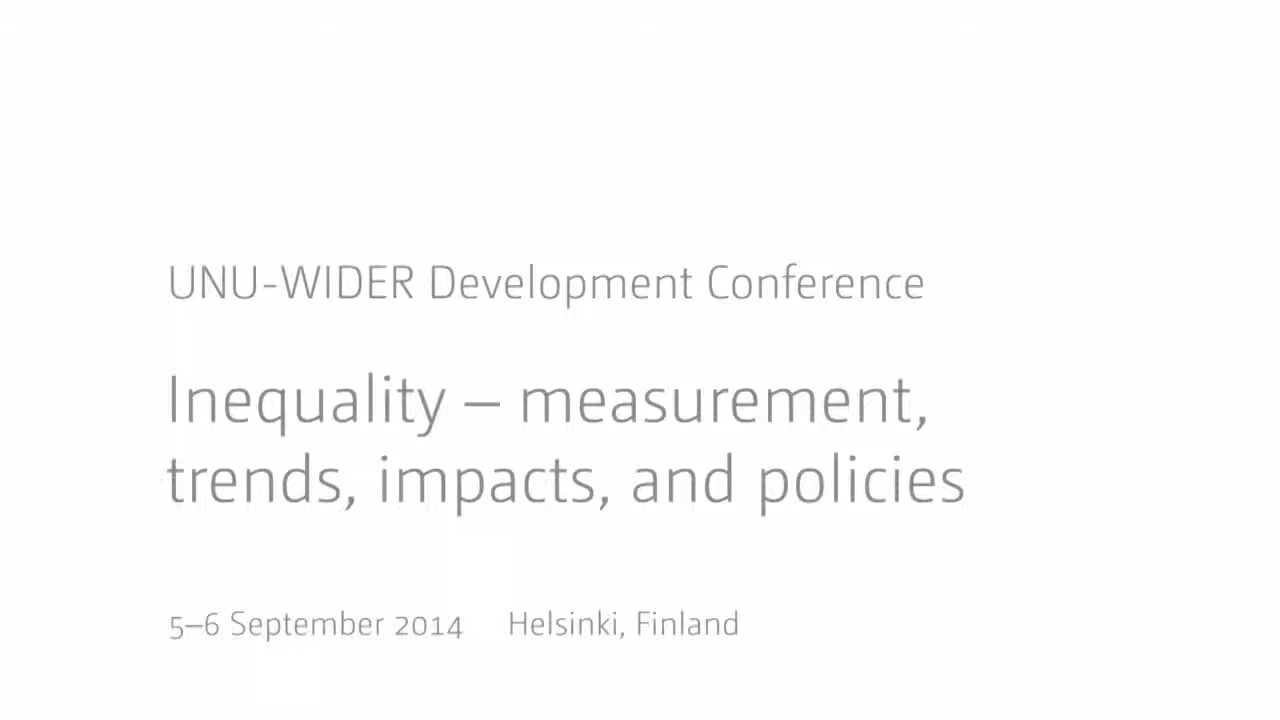 UNU-WIDER Development Conference
Inequality – measurement,
trends, impacts, and policies
5–6 September 2014 Helsinki, Finland